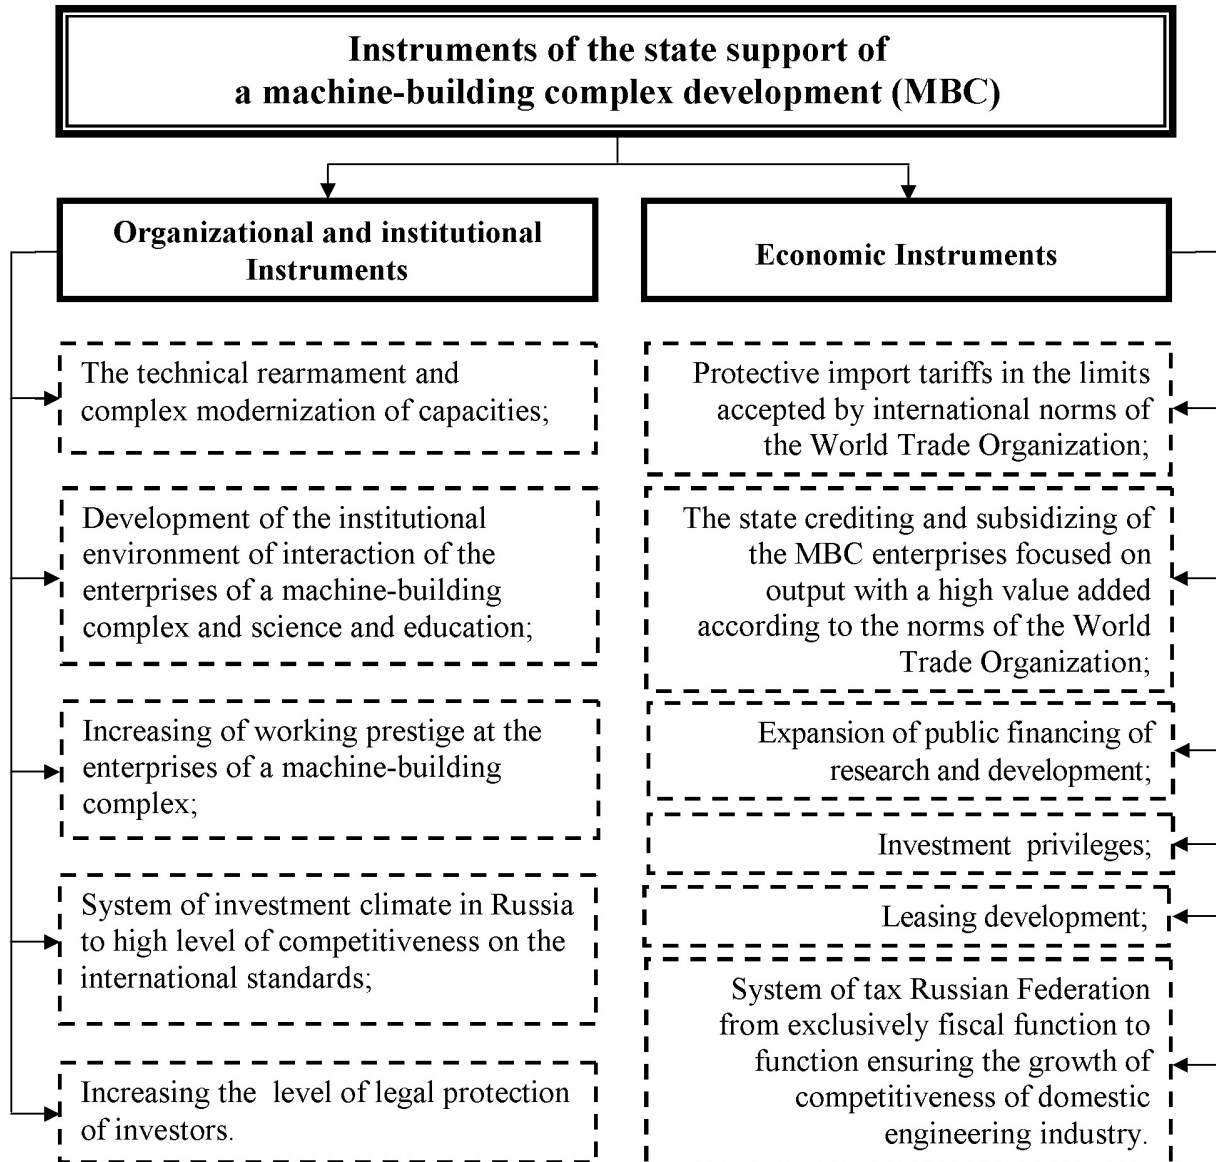 Instruments of the state support of
a machine-building complex development (MBC)
Organizational and institutional
Instruments
The technical rearmament and
complex modernization of capacities;
Development of the institutional
environment of interaction of the
enterprises of a machine-building
complex and science and education;
Increasing of working prestige at the
enterprises of a machine-building
complex;
System of investment climate in Russia
to high level of competitiveness on the
international standards;
Increasing the level of legal protection
of investors.
Economic Instruments
Protective import tariffs in the limits
accepted by international norms of
the World Trade Organization;
The state crediting and subsidizing of
the MBC enterprises focused on
output with a high value added
according to the norms of the World
Trade Organization;
Expansion of public financing of
research and development;
Investment privileges;
Leasing development;
System of tax Russian Federation
from exclusively fiscal function to
function ensuring the growth of
competitiveness of domestic
engineering industry.